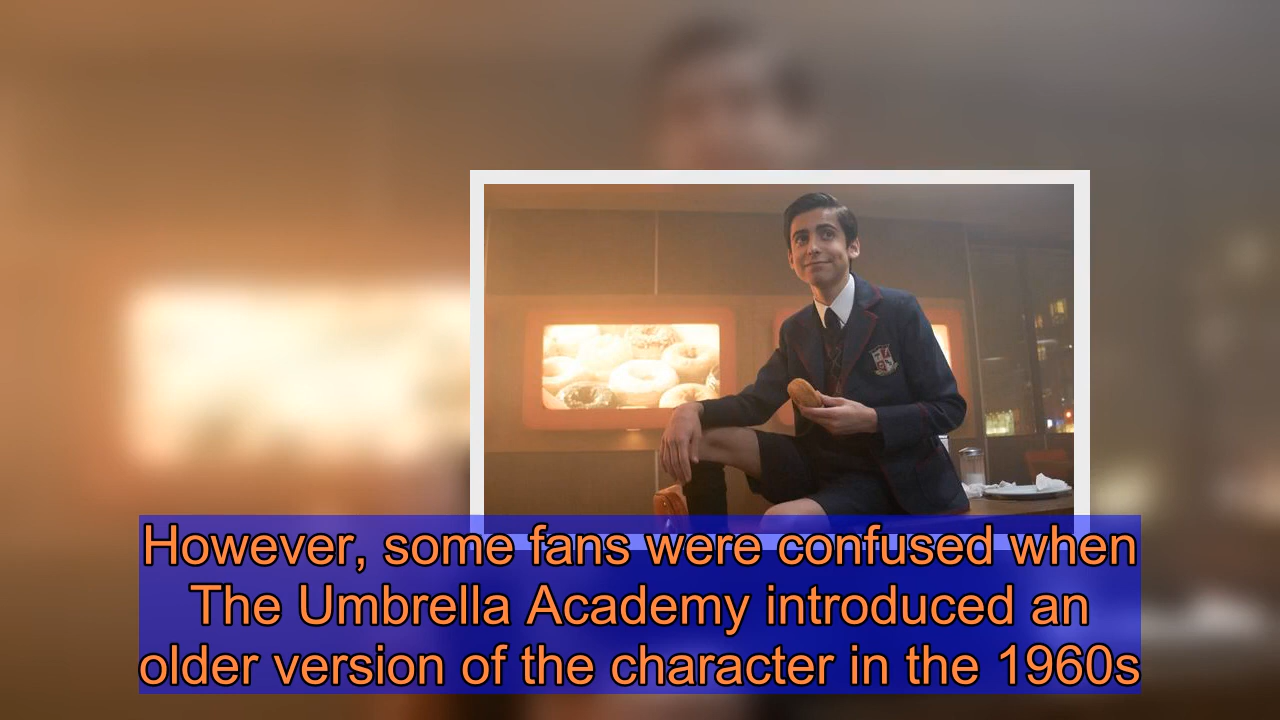 However, some fans were confused when
The Umbrella Academy introduced an
older version of the character in the 1960s